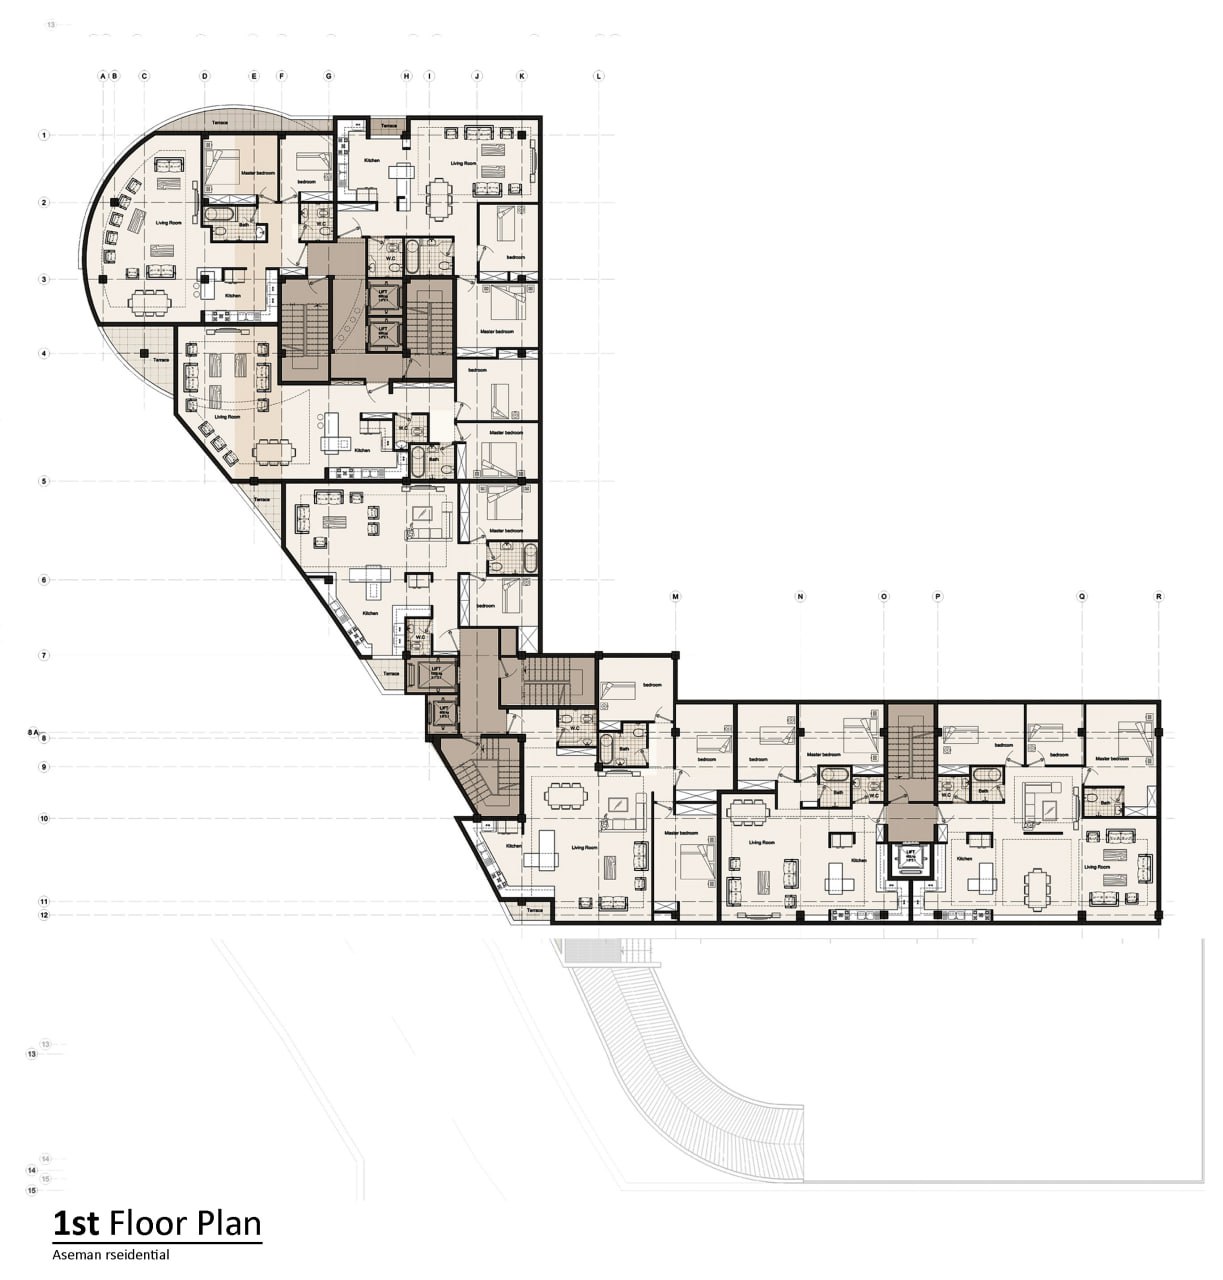 13
A B C D E F G H I J K L
1
Terrace
Terrace
Kitchen
Living Room
Master bedroom
bedroom
2
Living Room
Bath
W.C
W.C
bedroom
3
Kitchen
LIFT
LIFT
Master bedroom
4
Terrace
bedroom
Living Room
W.C
Master bedroom
Kitchen
Bath
5
Terrace
Master bedroom
6
bedroom
Kitchen
W.C
M N O P Q R
7
Terrace
LIFT
bedroom
LIFT
8 A
8
W.C
Bath
bedroom
bedroom
Master bedroom
bedroom
bedroom
Master bedroom
9
Bath
W.C
W.C
Bath
Bath
10
Kitchen
Living Room
Master bedroom
Living Room
Kitchen
LIFT
Kitchen
Living Room
11
Terrace
12
13
13
14
14
15
15
1st Floor Plan
Aseman rseidential